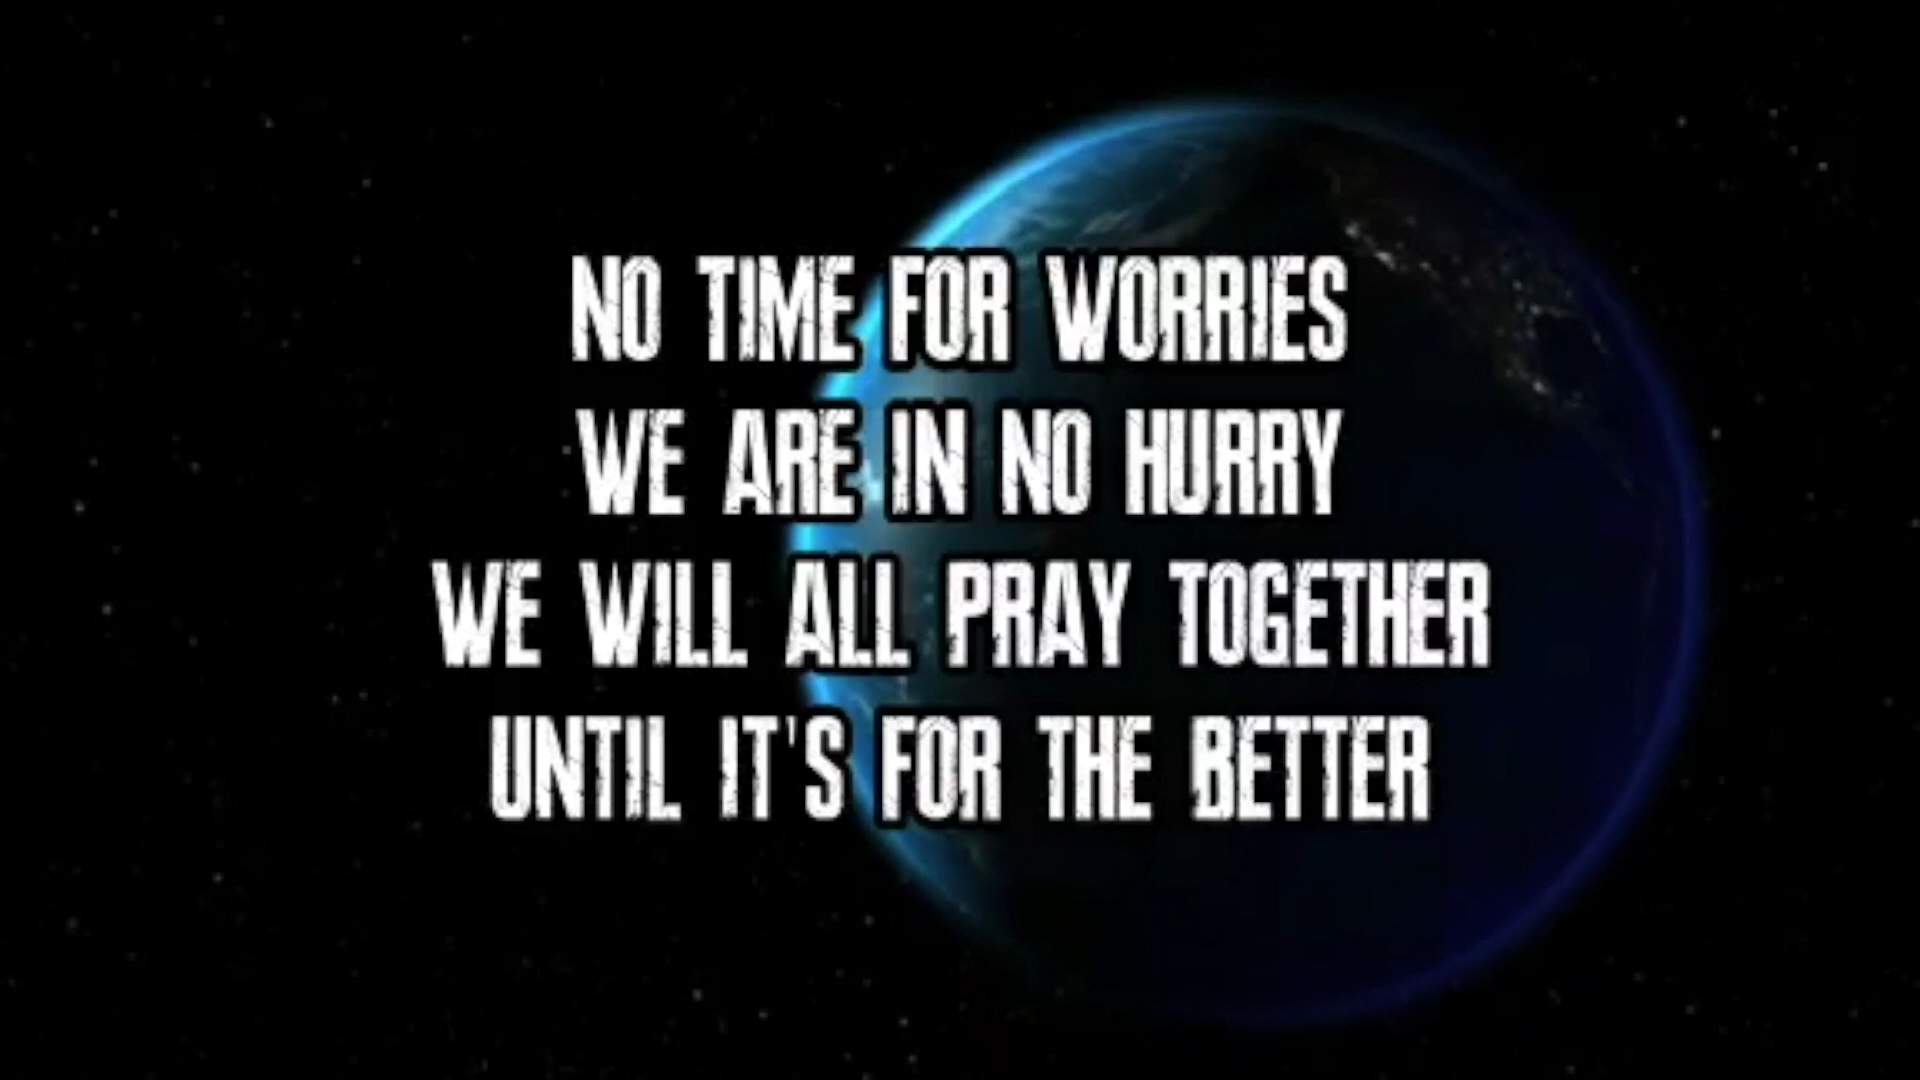 NO TIME FOR WORRIES
WE ARE IN NO HURRY
WE WILL ALL PRAY TOGETHER
UNTIL IT'S FOR THE BETTER